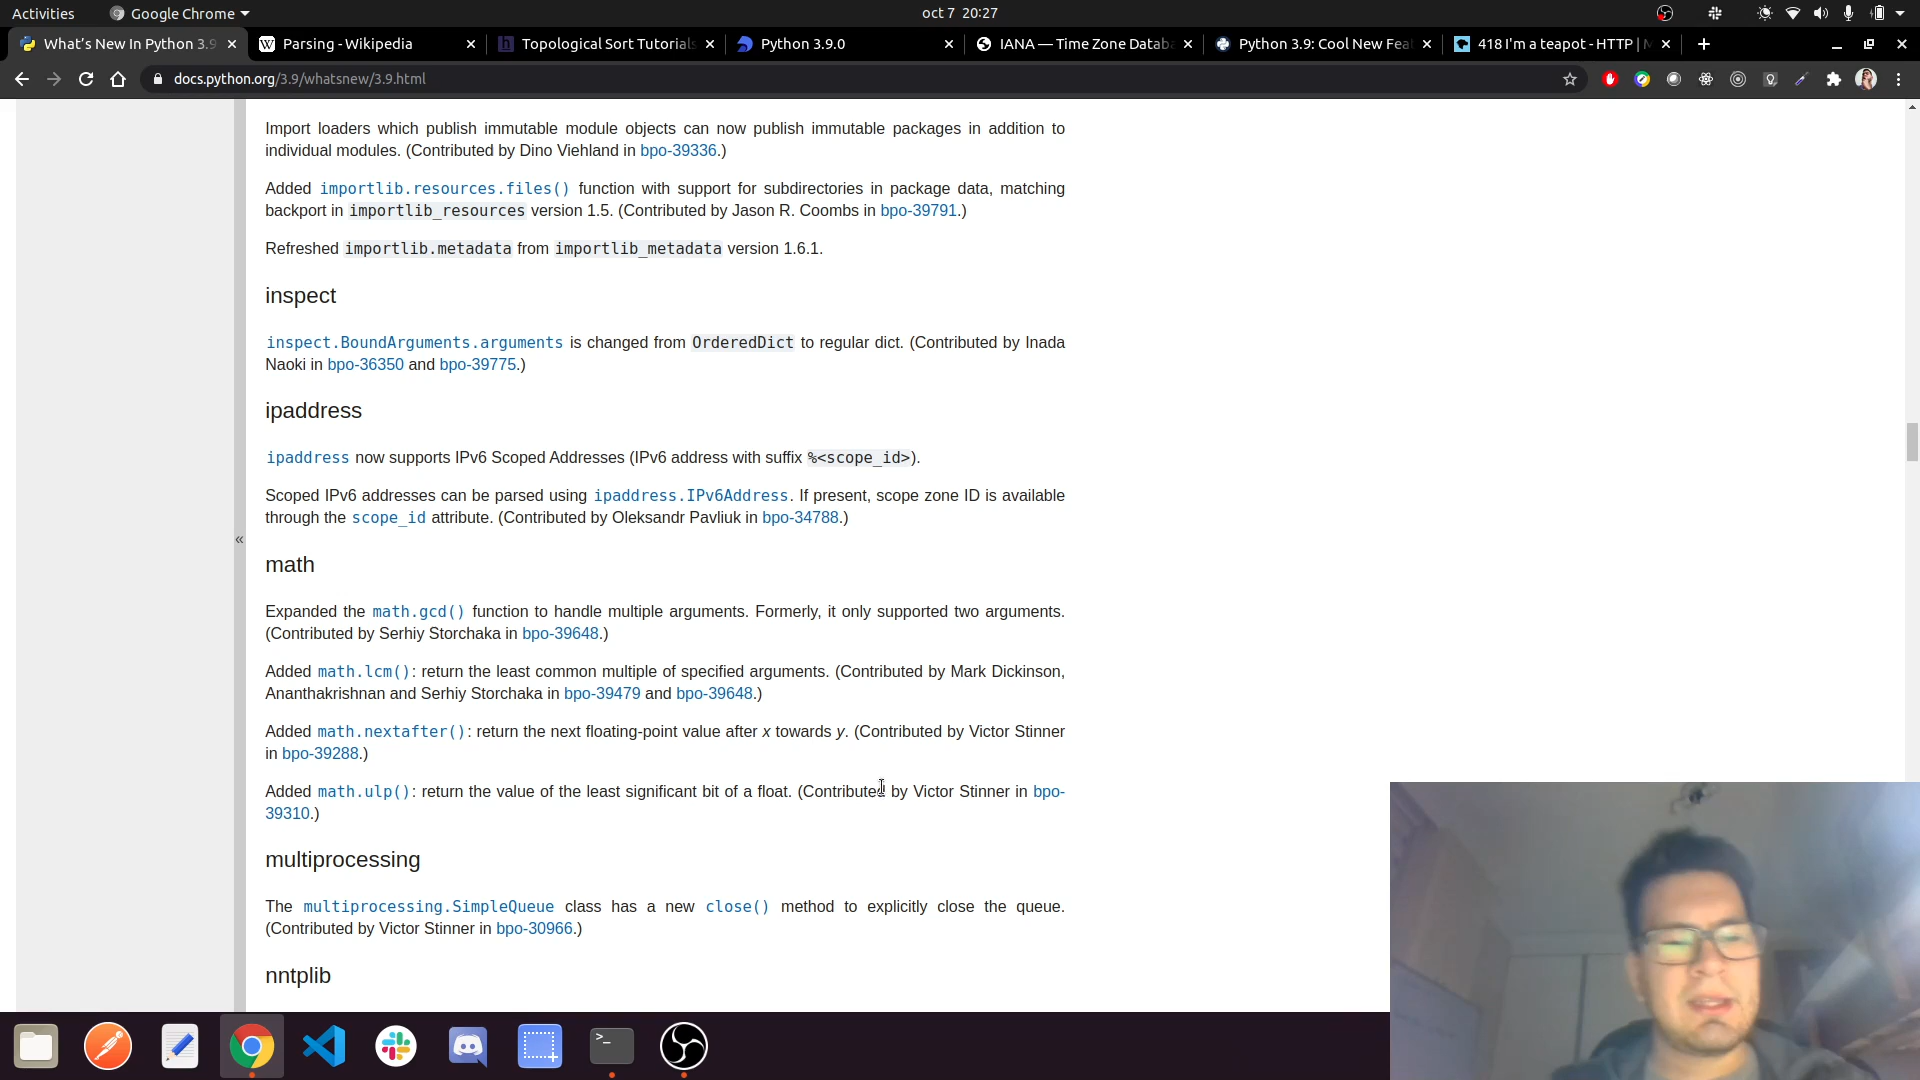 Activities
Google Chrome
oct 7 20:27
What's New In Python 3.9
Parsing - Wikipedia
Topological Sort Tutorials
Python 3.9.0
IANA — Time Zone Databa
Python 3.9: Cool New Fea
418 I'm a teapot - HTTP | M
docs.python.org/3.9/whatsnew/3.9.html
Import loaders which publish immutable module objects can now publish immutable packages in addition to
individual modules. (Contributed by Dino Viehland in bpo-39336.)
Added importlib.resources.files() function with support for subdirectories in package data, matching
backport in importlib_resources version 1.5. (Contributed by Jason R. Coombs in bpo-39791.)
Refreshed importlib.metadata from importlib_metadata version 1.6.1.
inspect
inspect.BoundArguments.arguments is changed from OrderedDict to regular dict. (Contributed by Inada
Naoki in bpo-36350 and bpo-39775.)
ipaddress
ipaddress now supports IPv6 Scoped Addresses (IPv6 address with suffix %<scope_id>).
Scoped IPv6 addresses can be parsed using ipaddress.IPv6Address. If present, scope zone ID is available
through the scope_id attribute. (Contributed by Oleksandr Pavliuk in bpo-34788.)
«
math
Expanded the math.gcd() function to handle multiple arguments. Formerly, it only supported two arguments.
(Contributed by Serhiy Storchaka in bpo-39648.)
Added math.lcm(): return the least common multiple of specified arguments. (Contributed by Mark Dickinson,
Ananthakrishnan and Serhiy Storchaka in bpo-39479 and bpo-39648.)
Added math.nextafter(): return the next floating-point value after x towards y. (Contributed by Victor Stinner
in bpo-39288.)
Added math.ulp(): return the value of the least significant bit of a float. (Contributed by Victor Stinner in bpo-
39310.)
multiprocessing
The multiprocessing.SimpleQueue class has a new close() method to explicitly close the queue.
(Contributed by Victor Stinner in bpo-30966.)
nntplib